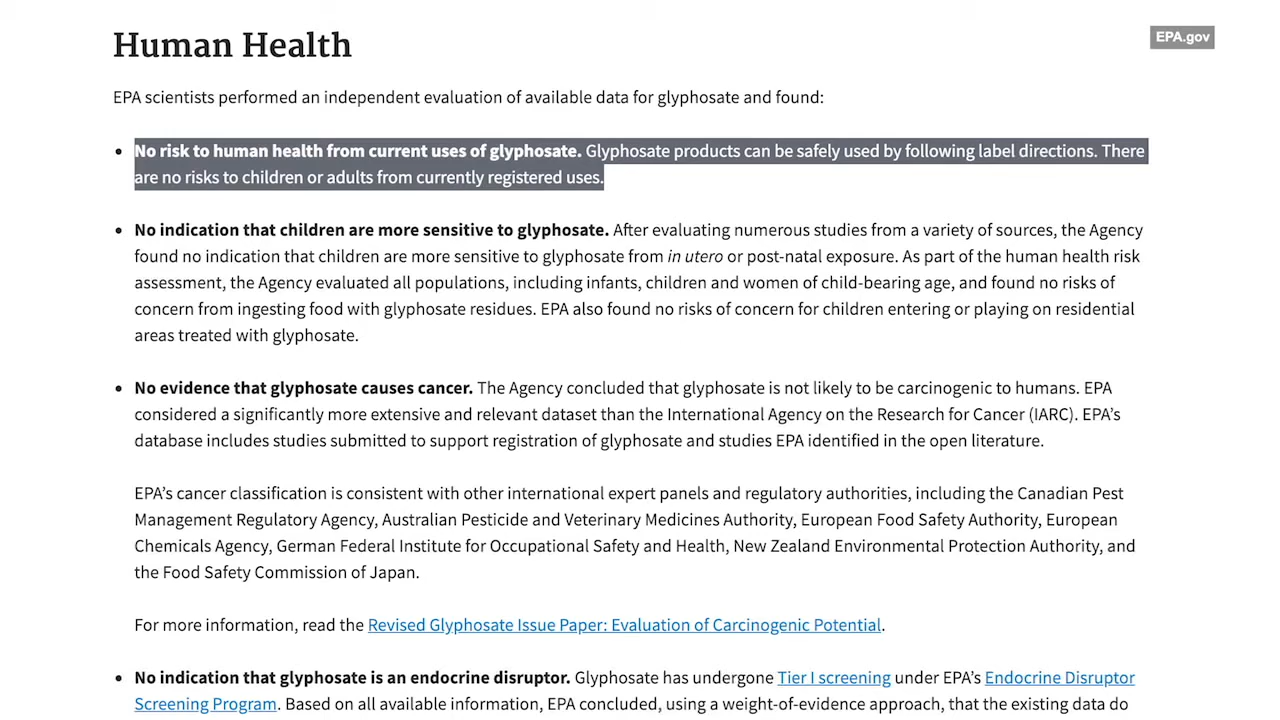 Human Health
EPA.gov
EPA scientists performed an independent evaluation of available data for glyphosate and found:
• No risk to human health from current uses of glyphosate. Glyphosate products can be safely used by following label directions. There
are no risks to children or adults from currently registered uses.
• No indication that children are more sensitive to glyphosate. After evaluating numerous studies from a variety of sources, the Agency
found no indication that children are more sensitive to glyphosate from in utero or post-natal exposure. As part of the human health risk
assessment, the Agency evaluated all populations, including infants, children and women of child-bearing age, and found no risks of
concern from ingesting food with glyphosate residues. EPA also found no risks of concern for children entering or playing on residential
areas treated with glyphosate.
• No evidence that glyphosate causes cancer. The Agency concluded that glyphosate is not likely to be carcinogenic to humans. EPA
considered a significantly more extensive and relevant dataset than the International Agency on the Research for Cancer (IARC). EPA’s
database includes studies submitted to support registration of glyphosate and studies EPA identified in the open literature.
EPA’s cancer classification is consistent with other international expert panels and regulatory authorities, including the Canadian Pest
Management Regulatory Agency, Australian Pesticide and Veterinary Medicines Authority, European Food Safety Authority, European
Chemicals Agency, German Federal Institute for Occupational Safety and Health, New Zealand Environmental Protection Authority, and
the Food Safety Commission of Japan.
For more information, read the Revised Glyphosate Issue Paper: Evaluation of Carcinogenic Potential.
• No indication that glyphosate is an endocrine disruptor. Glyphosate has undergone Tier I screening under EPA’s Endocrine Disruptor
Screening Program. Based on all available information, EPA concluded, using a weight-of-evidence approach, that the existing data do